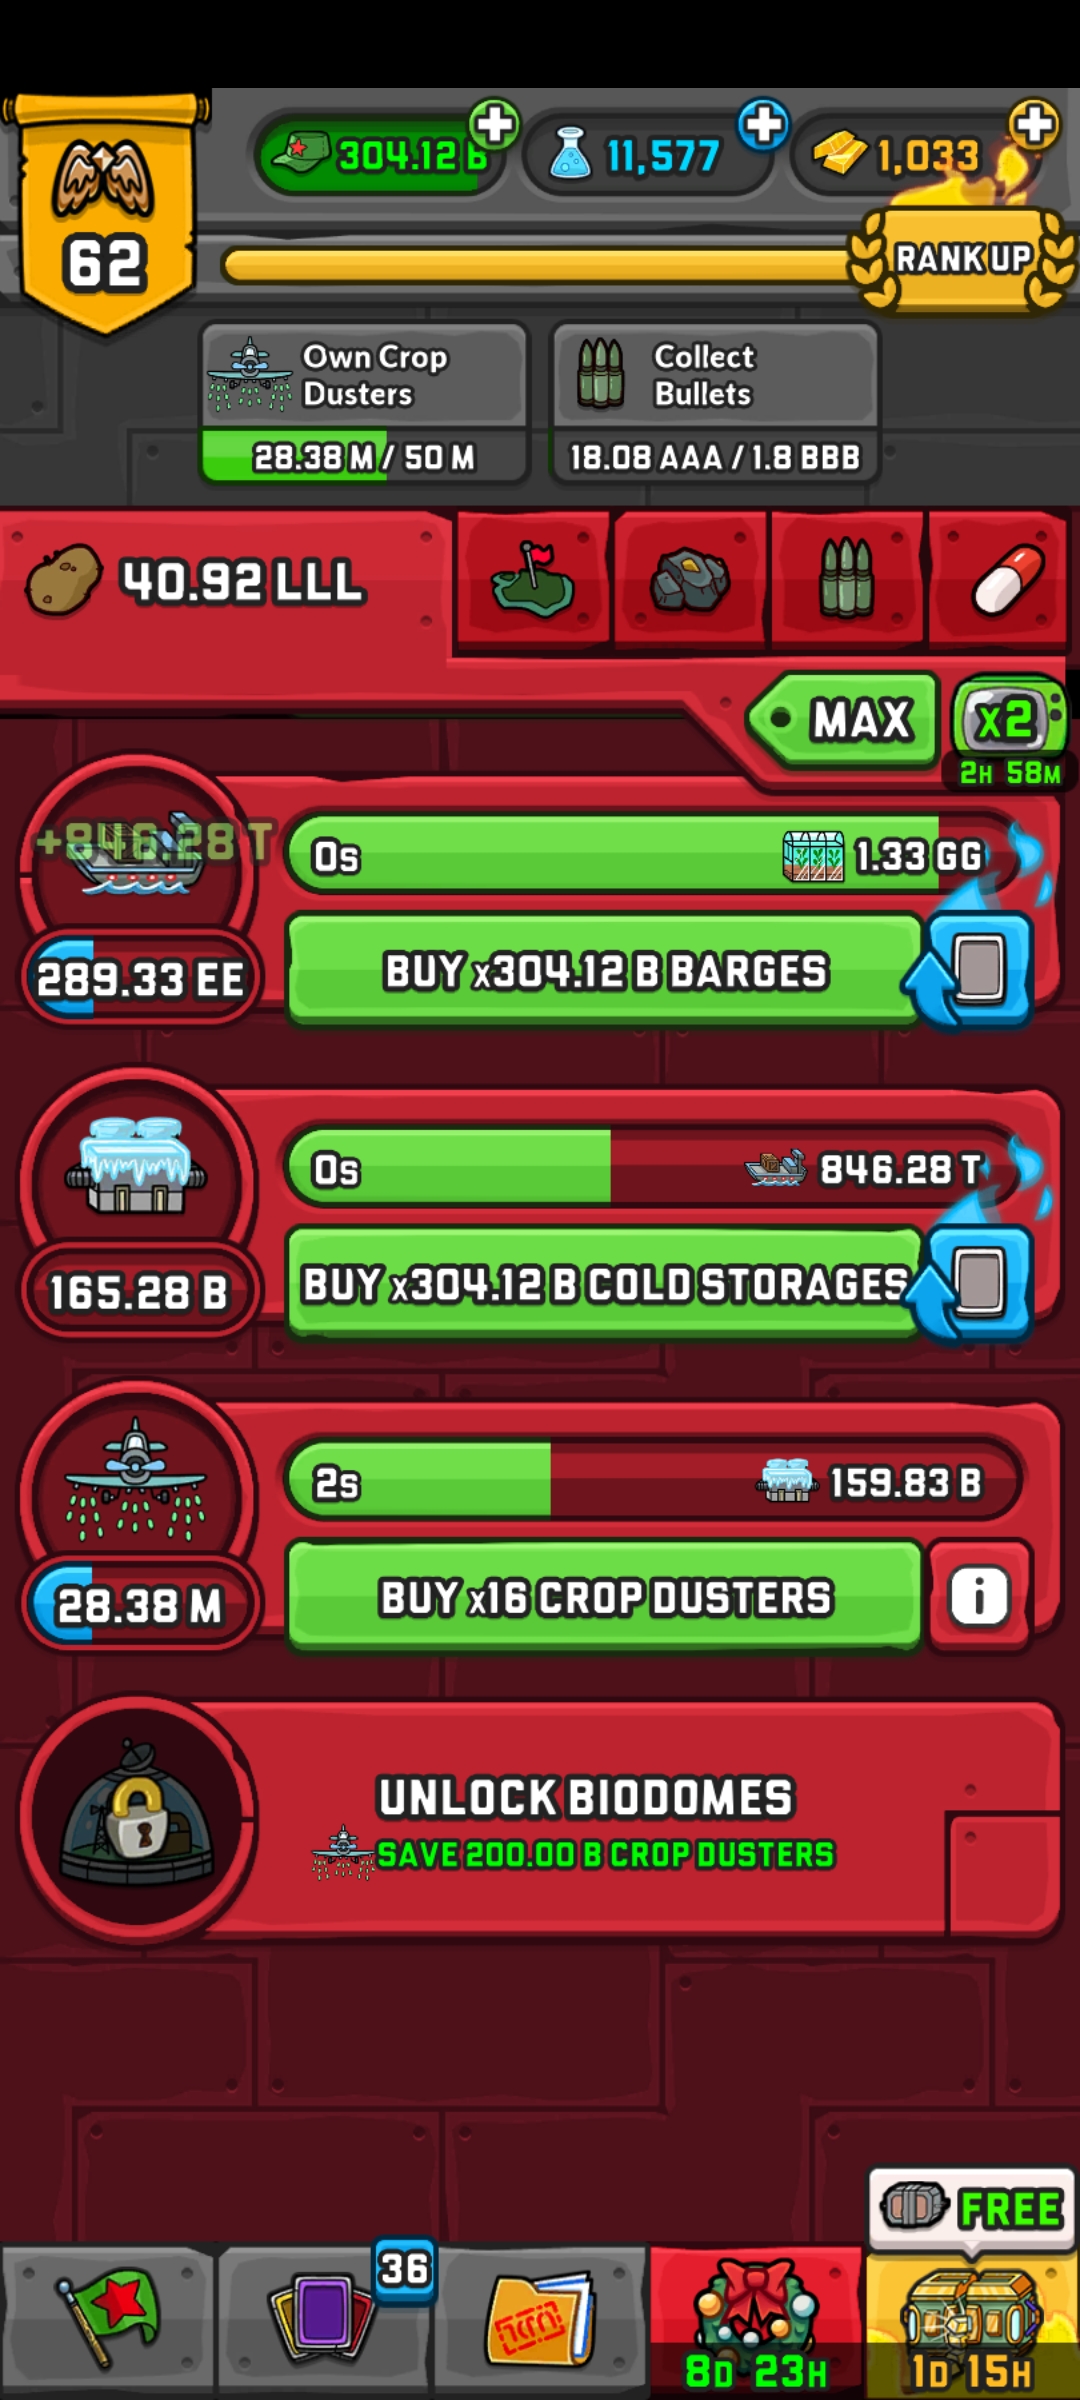 304.12 B
11,577
1,033
62
RANK UP
Own Crop
Dusters
28.38 M / 50 M
Collect
Bullets
18.08 AAA / 1.8 BBB
40.92 LLL
MAX
x2
2H 58M
+846.28 T
0s
1.33 GG
289.33 EE
BUY x304.12 B BARGES
0s
846.28 T
165.28 B
BUY x304.12 B COLD STORAGES
2s
159.83 B
28.38 M
BUY x16 CROP DUSTERS
i
UNLOCK BIODOMES
SAVE 200.00 B CROP DUSTERS
FREE
36
8D 23H
1D 15H